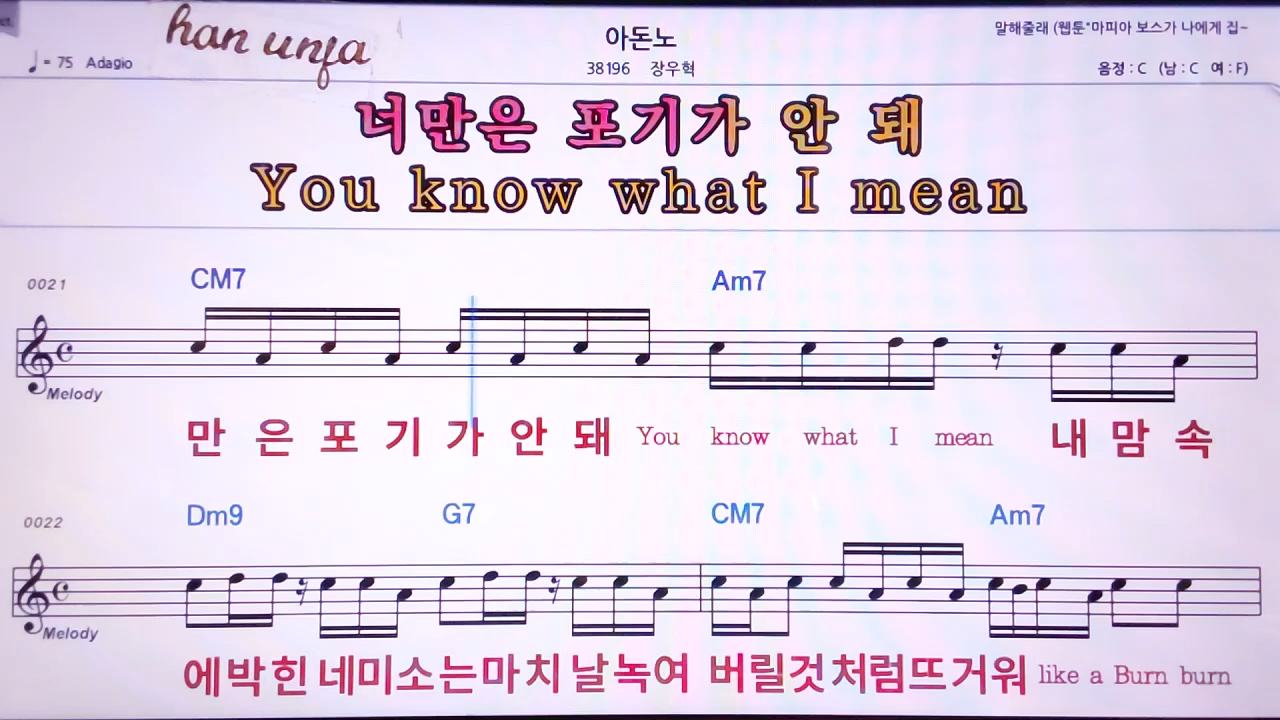 han unfa
아돈노
말해줄래 (웹툰"마피아 보스가 나에게 집~
♩= 75 Adagio
38196 장우혁
음정 : C (남 : C 여 : F)
너만은 포기가 안 돼
You know what I mean
0021
CM7 Am7
Melody
만 은 포 기 가 안 돼 You know what I mean 내 맘 속
0022
Dm9 G7 CM7 Am7
Melody
에 박 힌 네 미 소 는 마 치 날 녹 여 버 릴 것 처 럼 뜨 거 워 like a Burn burn